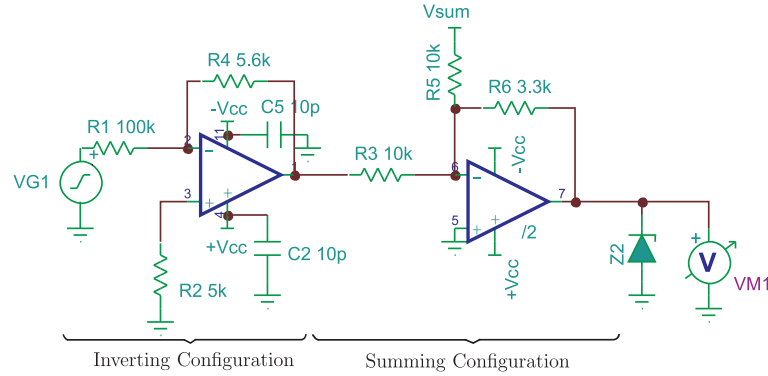 Vsum
R4 5.6k
R5 10k
R6 3.3k
-Vcc
C5 10p
R1 100k
11
2
-Vcc
1
R3 10k
6
VG1
3
7
4
5
/2
+Vcc
C2 10p
+Vcc
Z2
V
VM1
R2 5k
Inverting Configuration
Summing Configuration